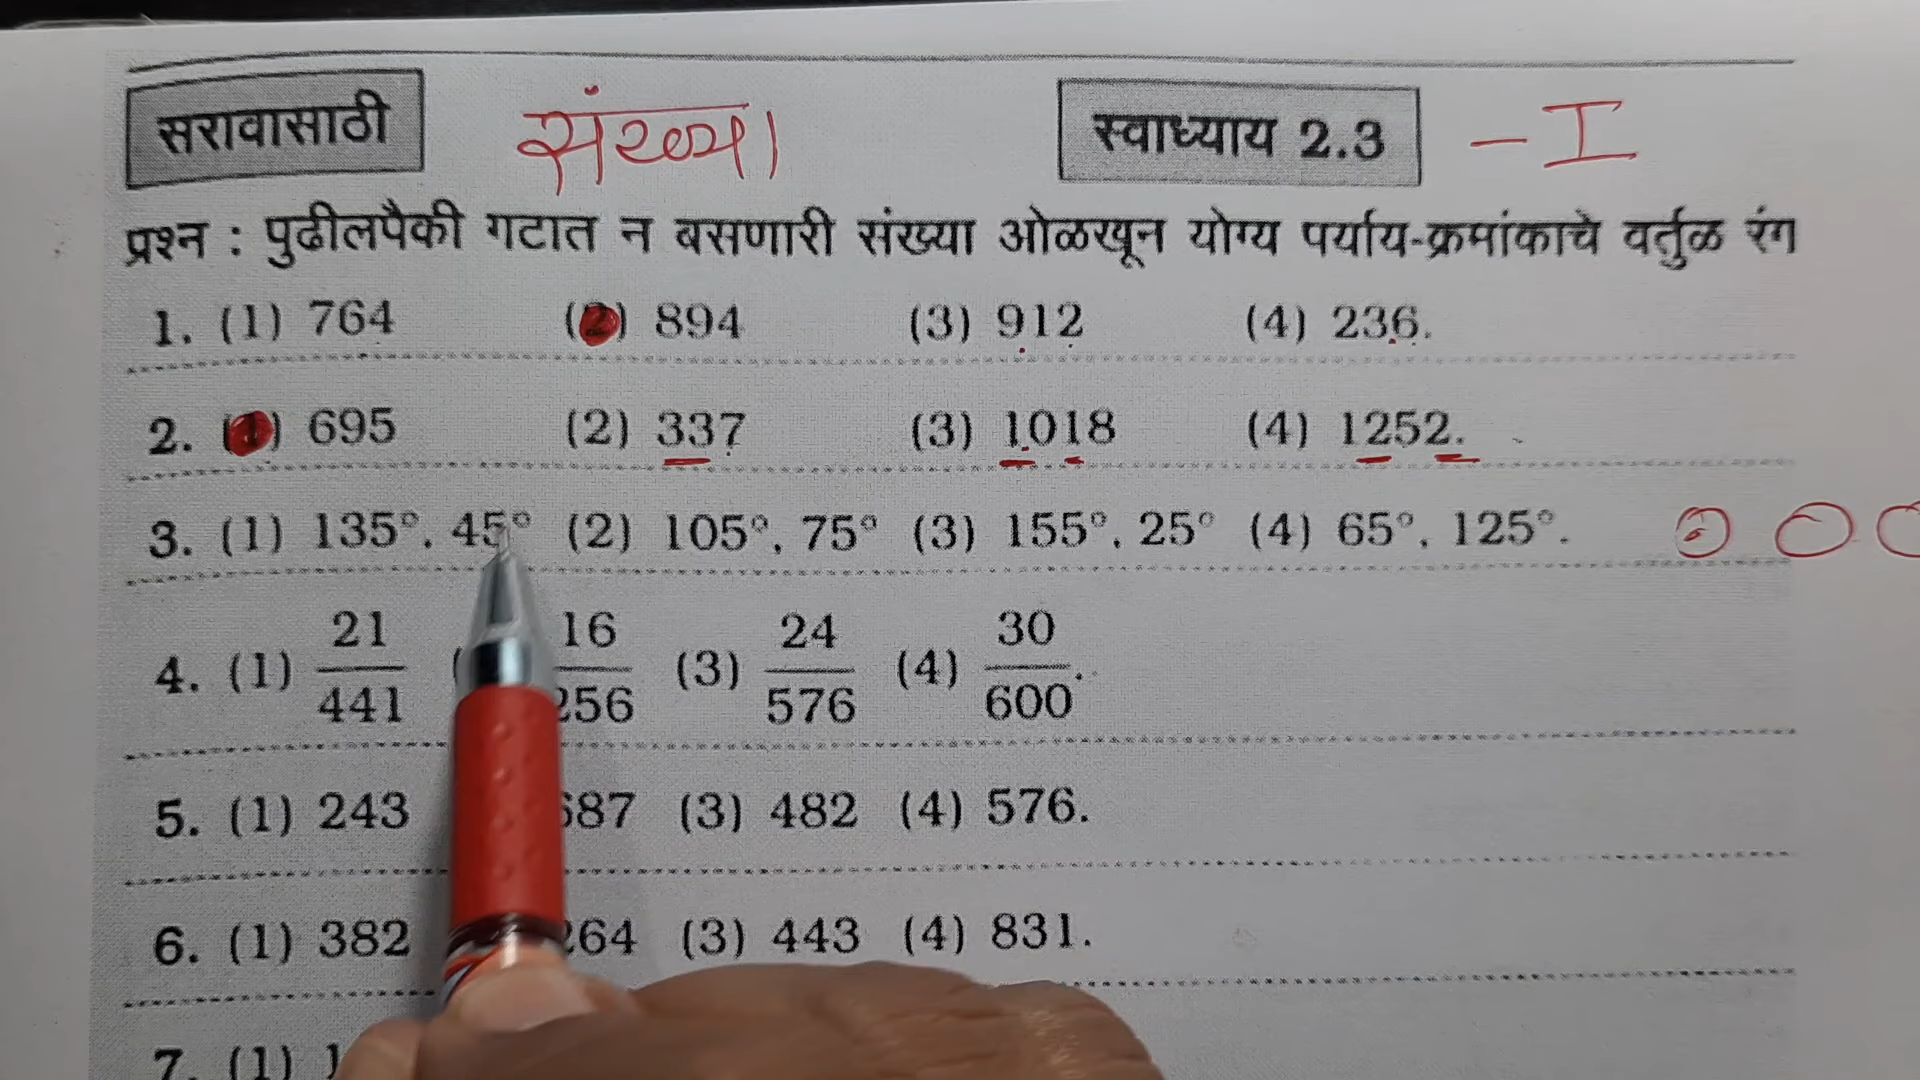 सरावासाठी संख्या स्वाध्याय 2.3 - I
प्रश्न : पुढीलपैकी गटात न बसणारी संख्या ओळखून योग्य पर्याय-क्रमांकाचे वर्तुळ रंग
1. (1) 764 (2) 894 (3) 912 (4) 236.
2. (1) 695 (2) 337 (3) 1018 (4) 1252.
3. (1) 135°, 45° (2) 105°, 75° (3) 155°, 25° (4) 65°, 125°.
4. (1) 21/441 16/256 (3) 24/576 (4) 30/600.
5. (1) 243 687 (3) 482 (4) 576.
6. (1) 382 264 (3) 443 (4) 831.
7. (1)